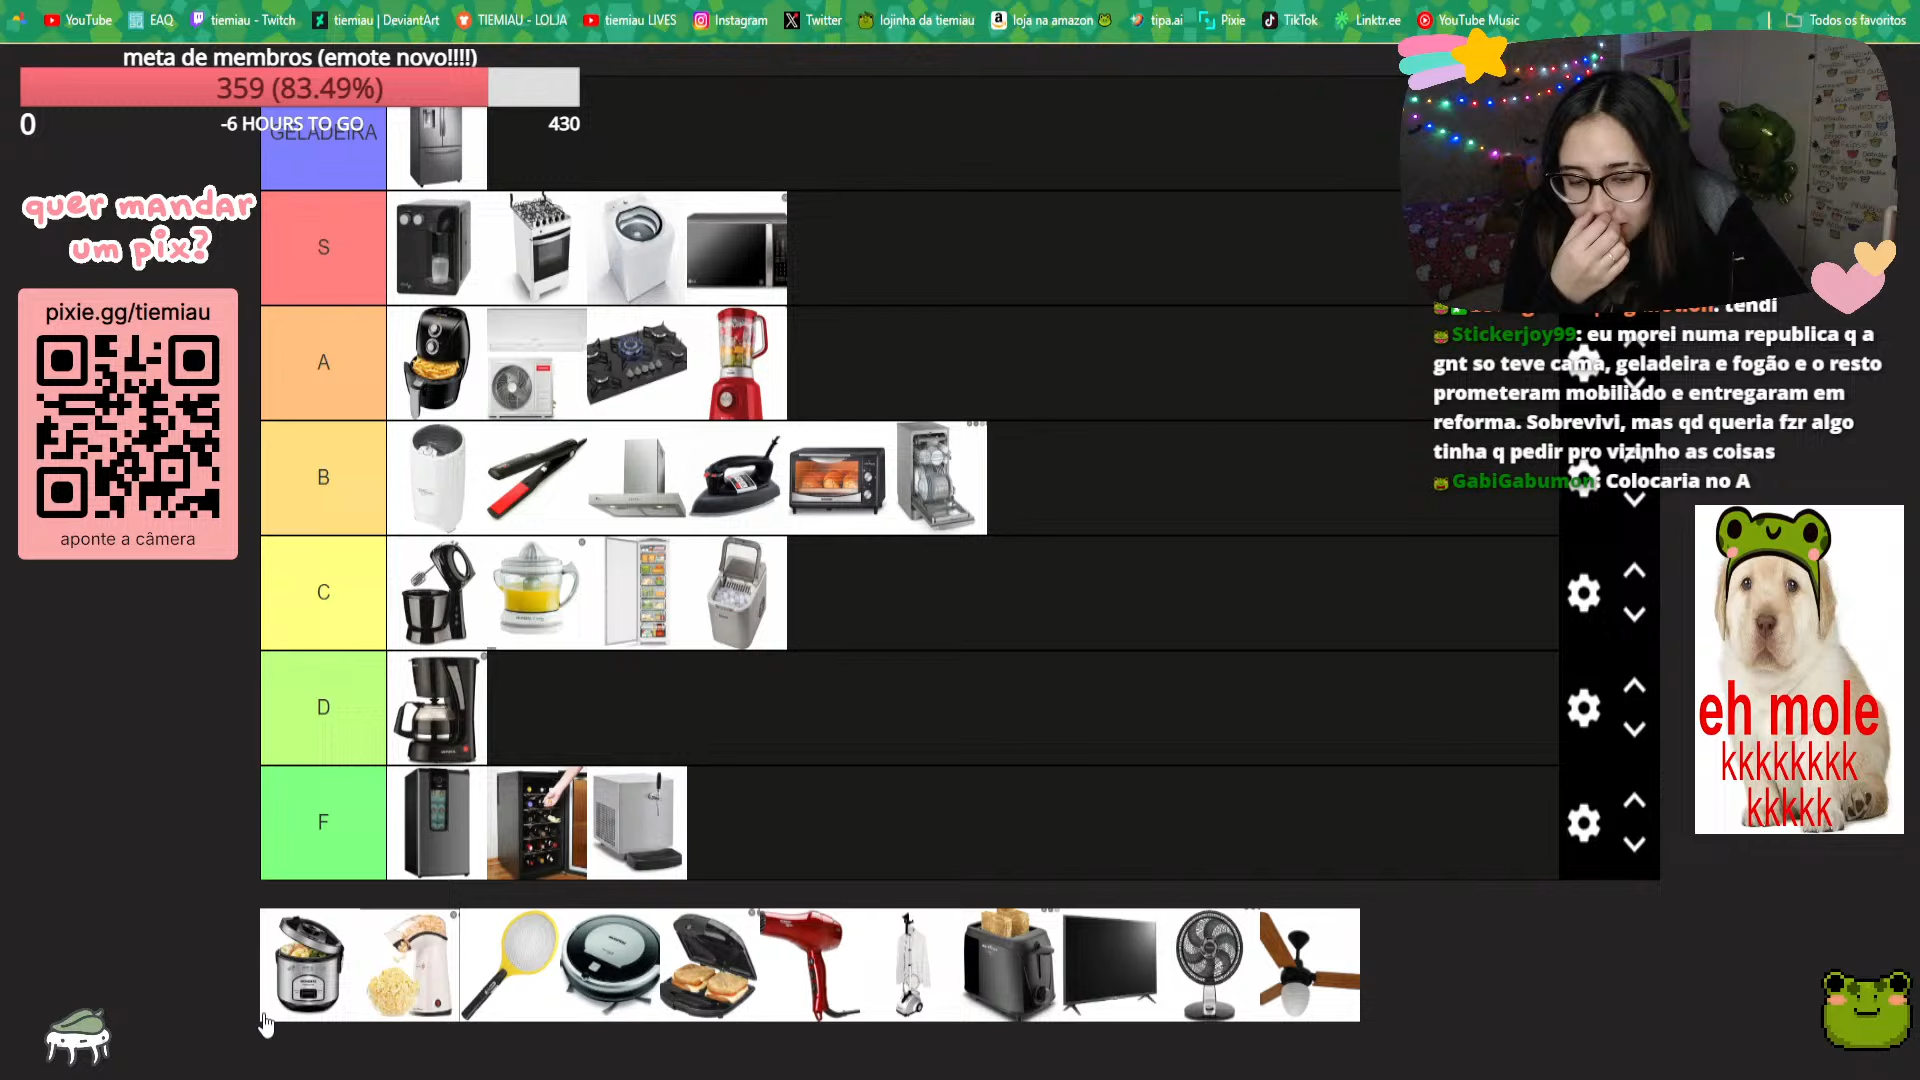 YouTube EAQ tiemiau - Twitch tiemiau | DeviantArt TIEMIAU - LOLJA tiemiau LIVES Instagram Twitter lojinha da tiemiau loja na amazon tipa.ai Pixie TikTok Linktr.ee YouTube Music Todos os favoritos
meta de membros (emote novo!!!!)
359 (83.49%)
0 -6 HOURS TO GO 430
GELADEIRA
quer mandar
um pix?
pixie.gg/tiemiau
aponte a câmera
S
A
B
C
D
F
tendi
Stickerjoy99: eu morei numa republica q a
gnt so teve cama, geladeira e fogão e o resto
prometeram mobiliado e entregaram em
reforma. Sobrevivi, mas qd queria fzr algo
tinha q pedir pro vizinho as coisas
GabiGabumon: Colocaria no A
eh mole
kkkkkkkk
kkkkk